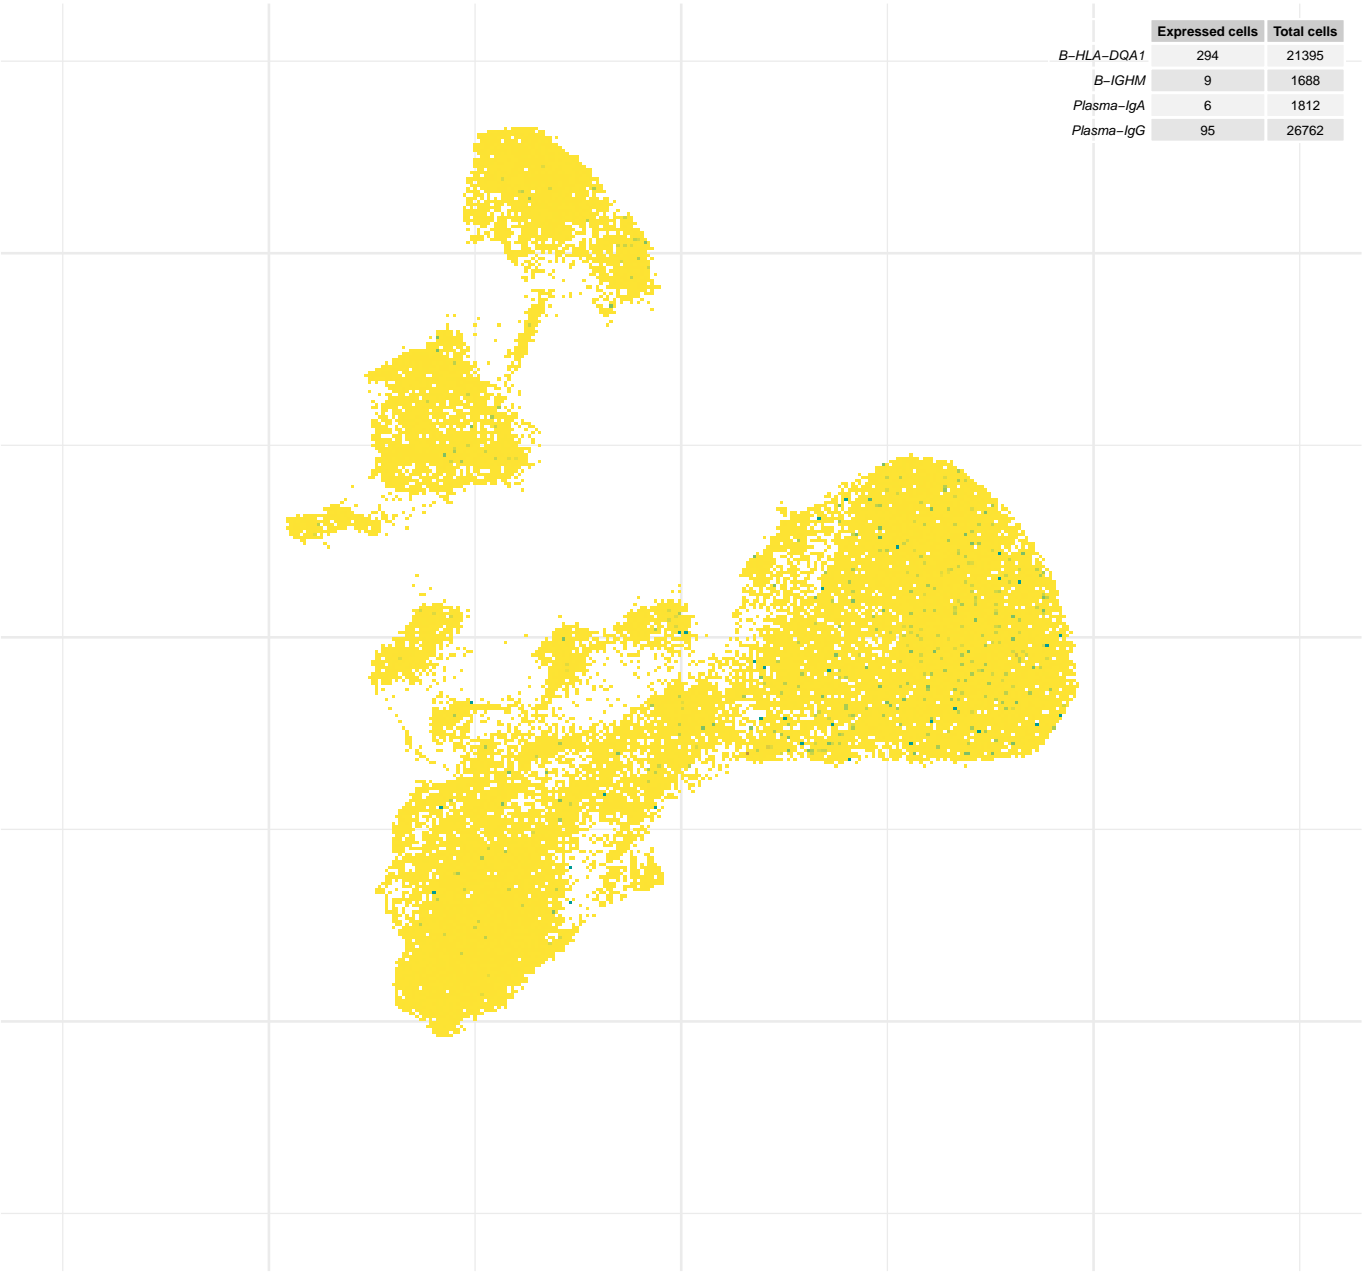 Expressed cells Total cells
B−HLA−DQA1 294 21395
B−IGHM 9 1688
Plasma−IgA 6 1812
Plasma−IgG 95 26762